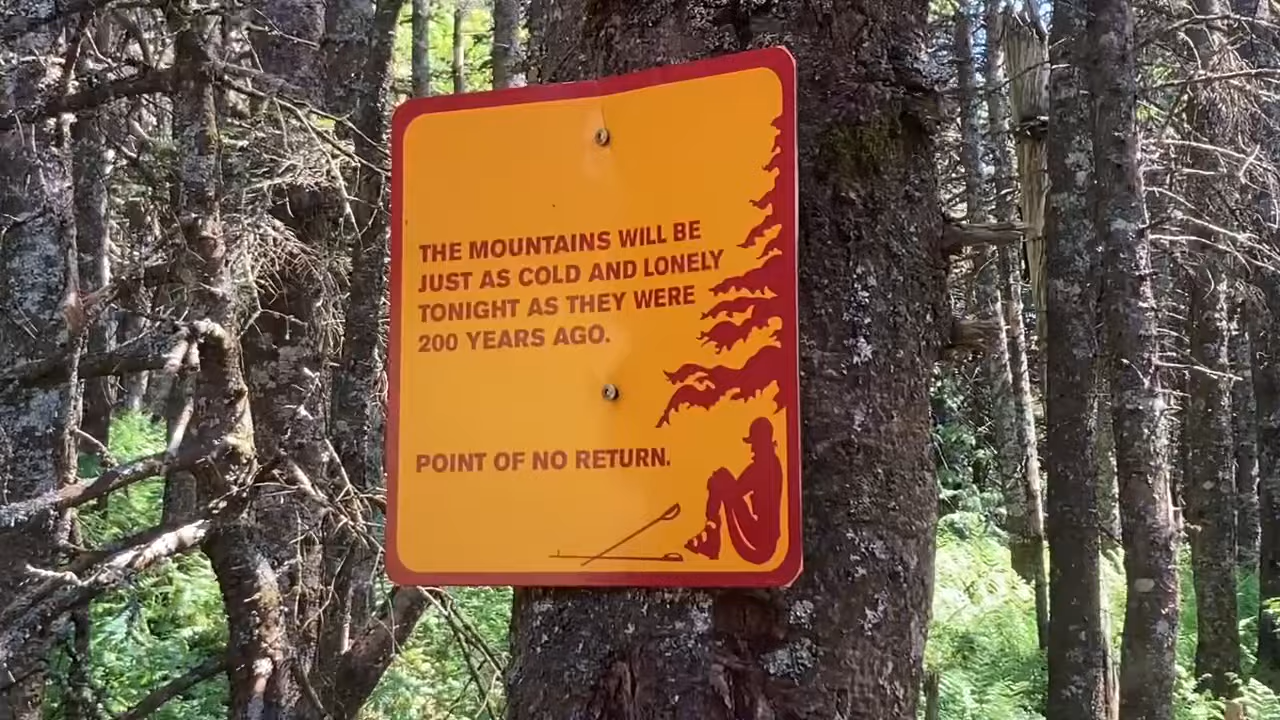 THE MOUNTAINS WILL BE
JUST AS COLD AND LONELY
TONIGHT AS THEY WERE
200 YEARS AGO.
POINT OF NO RETURN.